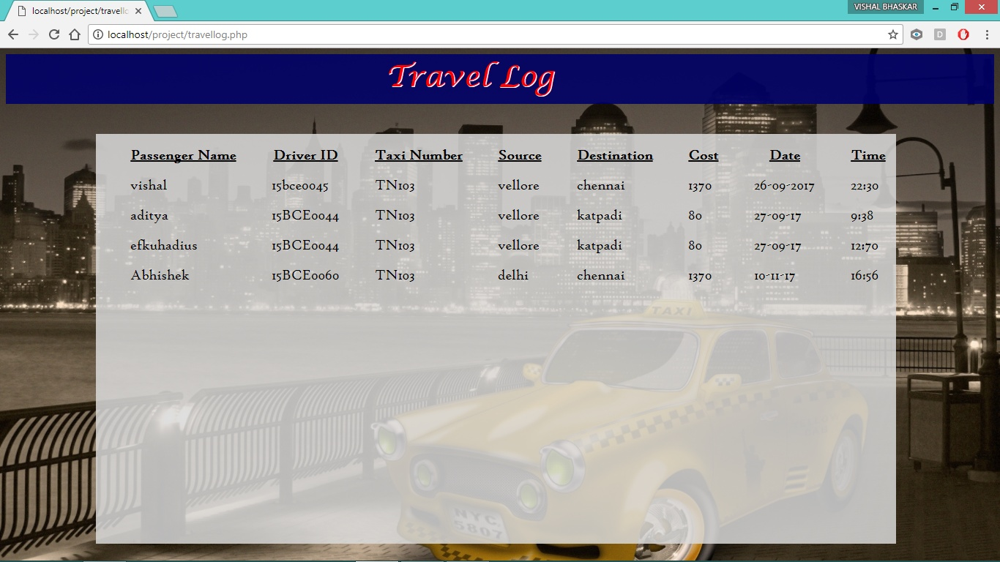 localhost/project/travello
VISHAL BHASKAR
localhost/project/travellog.php
D
Travel Log
Passenger Name Driver ID Taxi Number Source Destination Cost Date Time
vishal 15bce0045 TN103 vellore chennai 1370 26-09-2017 22:30
aditya 15BCE0044 TN103 vellore katpadi 80 27-09-17 9:38
efkuhadius 15BCE0044 TN103 vellore katpadi 80 27-09-17 12:70
Abhishek 15BCE0060 TN103 delhi chennai 1370 10-11-17 16:56
TAXI
NYC
5807